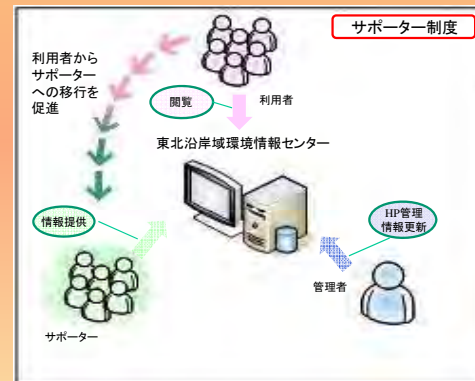 サポーター制度
利用者から
サポーター
への移行を
促進
閲覧
利用者
東北沿岸域環境情報センター
情報提供
HP管理
情報更新
管理者
サポーター